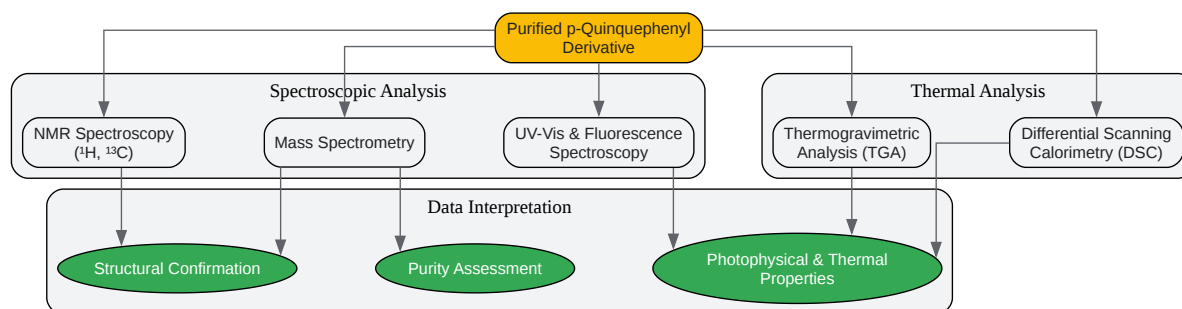 Purified p-Quinquephenyl
Derivative
Spectroscopic Analysis
Thermal Analysis
NMR Spectroscopy
(¹H, ¹³C)
Mass Spectrometry
UV-Vis & Fluorescence
Spectroscopy
Thermogravimetric
Analysis (TGA)
Differential Scanning
Calorimetry (DSC)
Data Interpretation
Structural Confirmation
Purity Assessment
Photophysical & Thermal
Properties